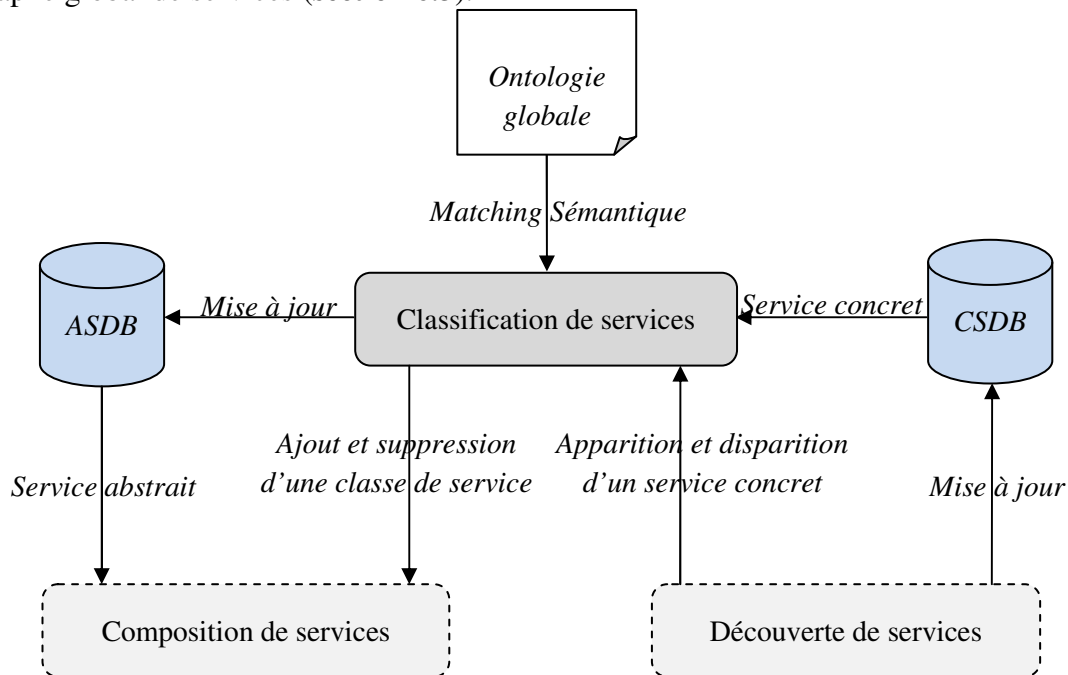 Ontologie
globale
Matching Sémantique
Mise à jour
Service concret
ASDB
Classification de services
CSDB
Ajout et suppression
d’une classe de service
Apparition et disparition
d’un service concret
Service abstrait
Mise à jour
Composition de services
Découverte de services